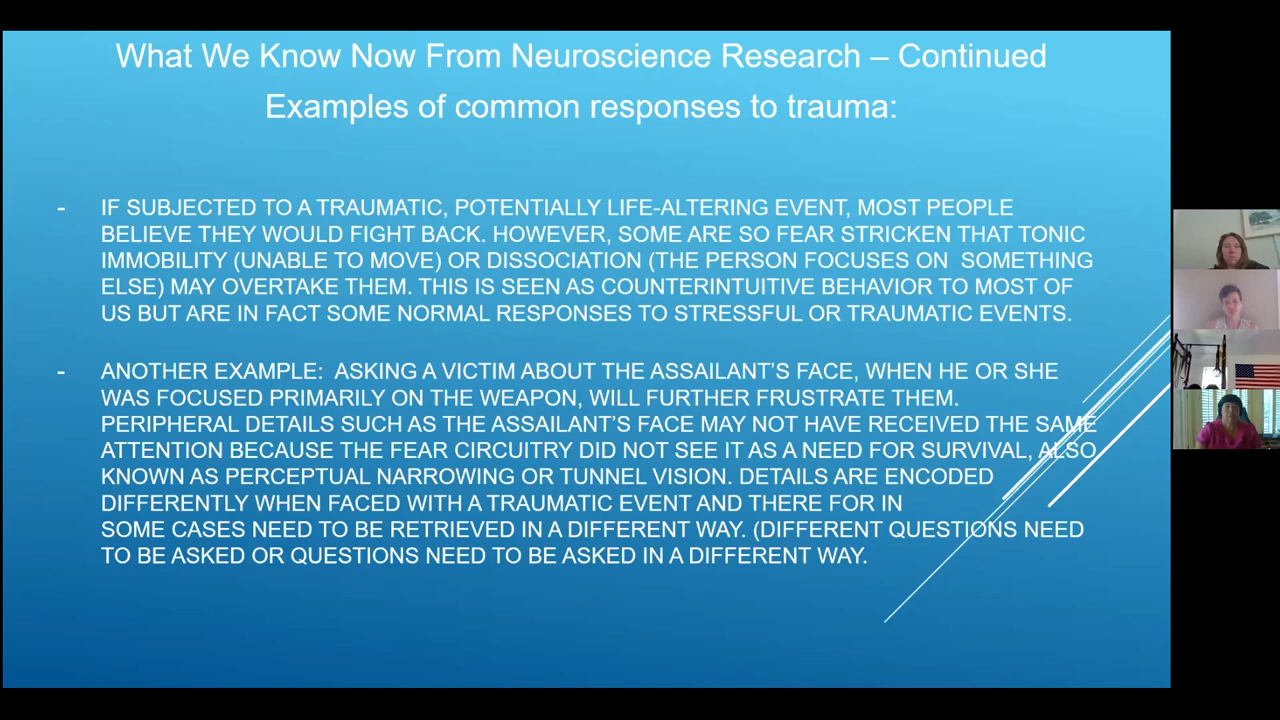 What We Know Now From Neuroscience Research – Continued
Examples of common responses to trauma:
- IF SUBJECTED TO A TRAUMATIC, POTENTIALLY LIFE-ALTERING EVENT, MOST PEOPLE
BELIEVE THEY WOULD FIGHT BACK. HOWEVER, SOME ARE SO FEAR STRICKEN THAT TONIC
IMMOBILITY (UNABLE TO MOVE) OR DISSOCIATION (THE PERSON FOCUSES ON SOMETHING
ELSE) MAY OVERTAKE THEM. THIS IS SEEN AS COUNTERINTUITIVE BEHAVIOR TO MOST OF
US BUT ARE IN FACT SOME NORMAL RESPONSES TO STRESSFUL OR TRAUMATIC EVENTS.
- ANOTHER EXAMPLE: ASKING A VICTIM ABOUT THE ASSAILANT'S FACE, WHEN HE OR SHE
WAS FOCUSED PRIMARILY ON THE WEAPON, WILL FURTHER FRUSTRATE THEM.
PERIPHERAL DETAILS SUCH AS THE ASSAILANT'S FACE MAY NOT HAVE RECEIVED THE SAME
ATTENTION BECAUSE THE FEAR CIRCUITRY DID NOT SEE IT AS A NEED FOR SURVIVAL, ALSO
KNOWN AS PERCEPTUAL NARROWING OR TUNNEL VISION. DETAILS ARE ENCODED
DIFFERENTLY WHEN FACED WITH A TRAUMATIC EVENT AND THERE FOR IN
SOME CASES NEED TO BE RETRIEVED IN A DIFFERENT WAY. (DIFFERENT QUESTIONS NEED
TO BE ASKED OR QUESTIONS NEED TO BE ASKED IN A DIFFERENT WAY.